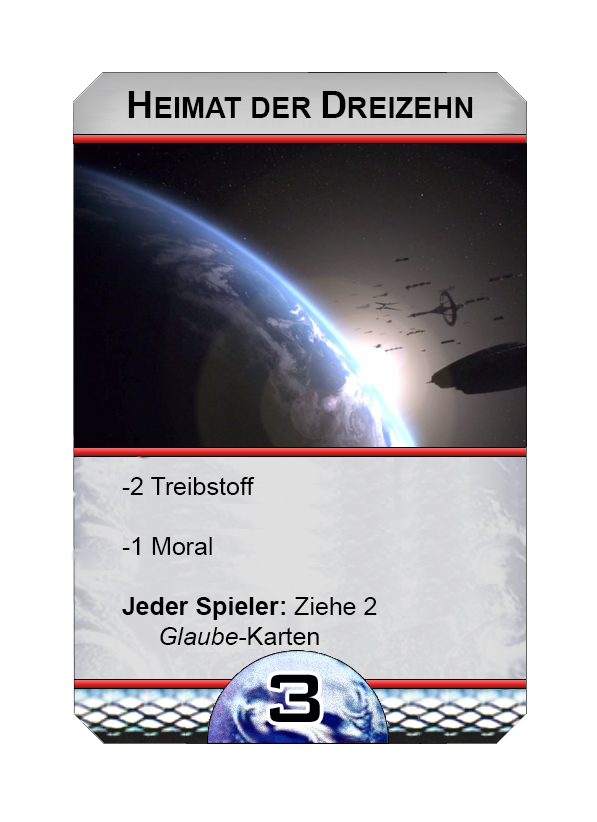 HEIMAT DER DREIZEHN
-2 Treibstoff
-1 Moral
Jeder Spieler: Ziehe 2
Glaube-Karten
3